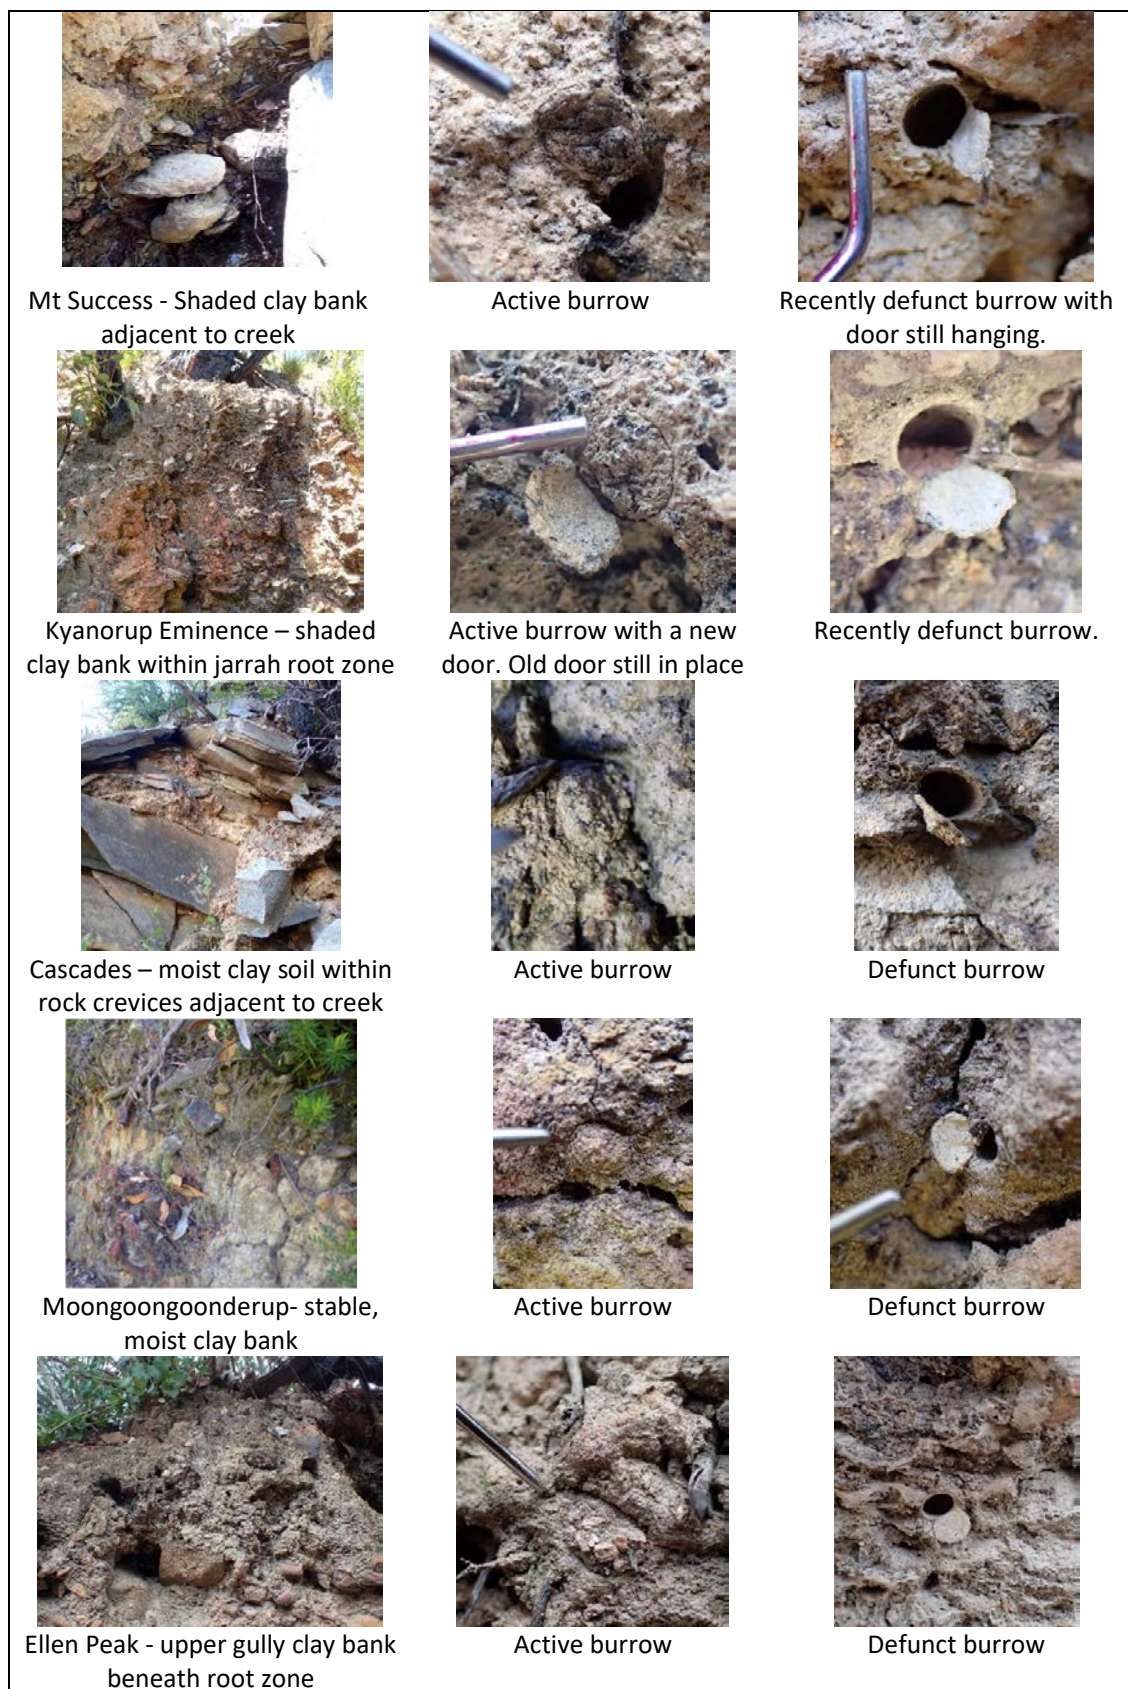 Mt Success - Shaded clay bank
adjacent to creek
Active burrow
Recently defunct burrow with
door still hanging.
Kyanorup Eminence – shaded
clay bank within jarrah root zone
Active burrow with a new
door. Old door still in place
Recently defunct burrow.
Cascades – moist clay soil within
rock crevices adjacent to creek
Active burrow
Defunct burrow
Moongoongoonderup- stable,
moist clay bank
Active burrow
Defunct burrow
Ellen Peak - upper gully clay bank
beneath root zone
Active burrow
Defunct burrow